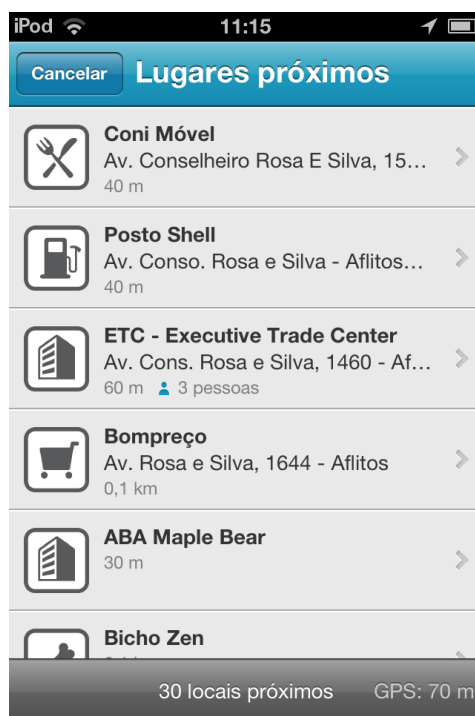 iPod 11:15
Cancelar Lugares próximos
Coni Móvel
Av. Conselheiro Rosa E Silva, 15...
40 m
Posto Shell
Av. Conso. Rosa e Silva - Aflitos...
40 m
ETC - Executive Trade Center
Av. Cons. Rosa e Silva, 1460 - Af...
60 m 3 pessoas
Bompreço
Av. Rosa e Silva, 1644 - Aflitos
0,1 km
ABA Maple Bear
30 m
Bicho Zen
30 locais próximos GPS: 70 m